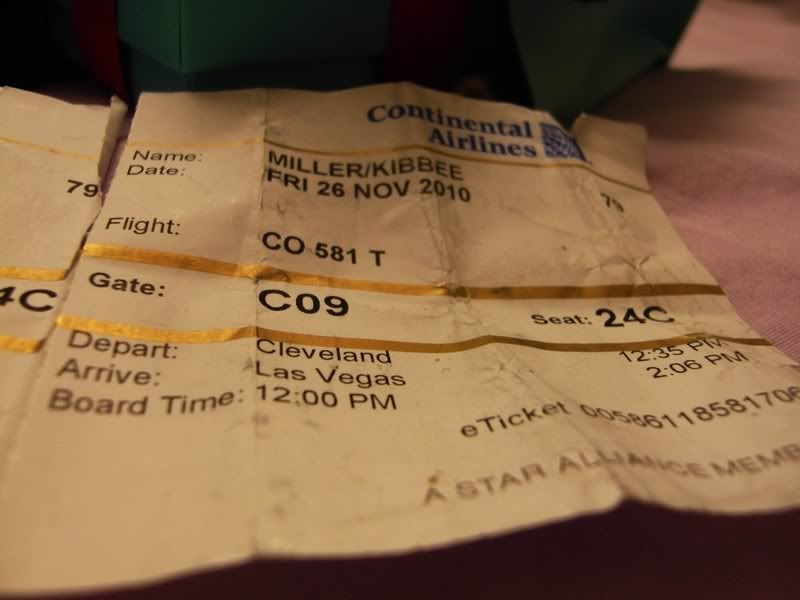 Continental
Airlines
Name: MILLER/KIBBEE
Date: FRI 26 NOV 2010
79
79
Flight: CO 581 T
4C
Gate: C09 Seat: 24C
Depart: Cleveland 12:35 PM
Arrive: Las Vegas 2:06 PM
Board Time: 12:00 PM
eTicket 0058611858170
A STAR ALLIANCE MEMB